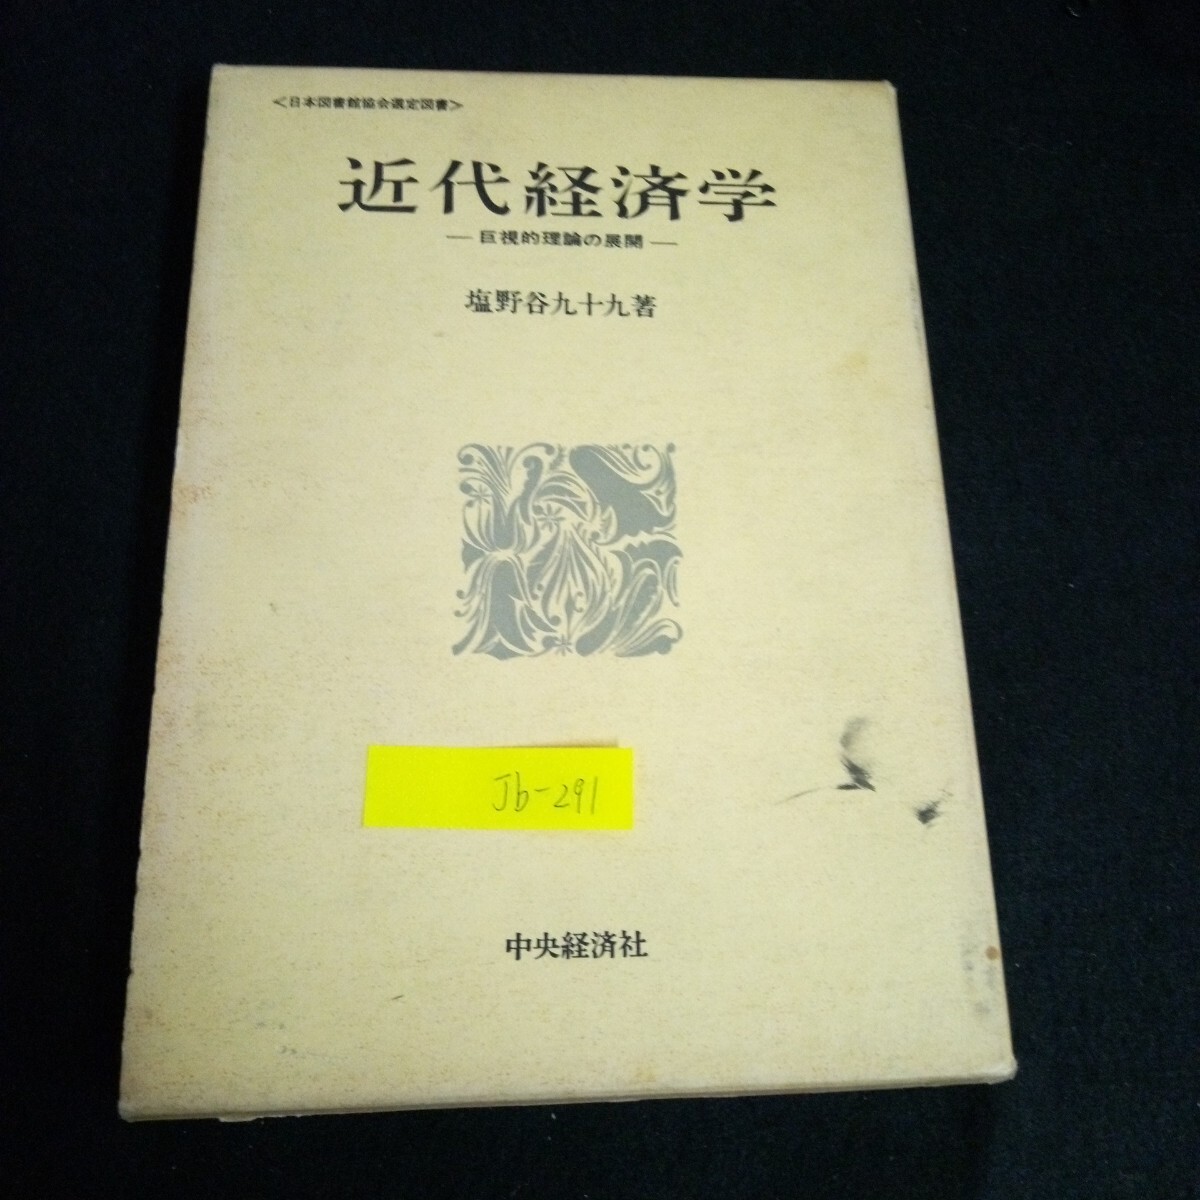 <日本図書館協会選定図書>
近代経済学
― 巨視的理論の展開 ―
塩野谷九十九著
Jb-291
中央経済社